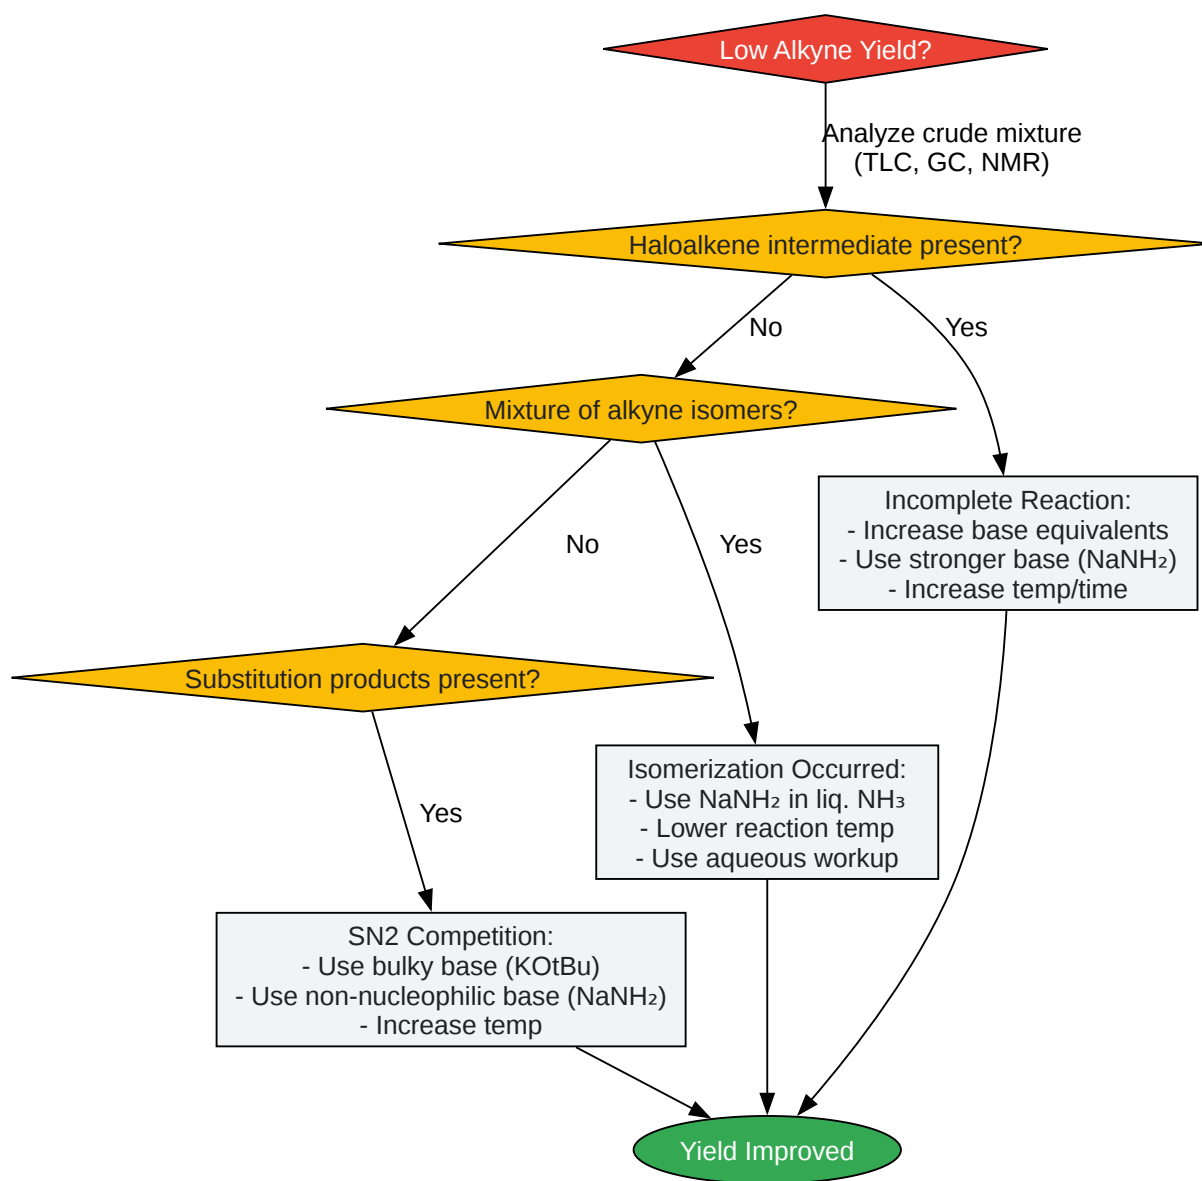 Low Alkyne Yield?
Analyze crude mixture
(TLC, GC, NMR)
Haloalkene intermediate present?
No
Yes
Mixture of alkyne isomers?
Incomplete Reaction:
- Increase base equivalents
- Use stronger base (NaNH₂)
- Increase temp/time
No
Yes
Substitution products present?
Isomerization Occurred:
- Use NaNH₂ in liq. NH₃
- Lower reaction temp
- Use aqueous workup
Yes
SN2 Competition:
- Use bulky base (KOtBu)
- Use non-nucleophilic base (NaNH₂)
- Increase temp
Yield Improved